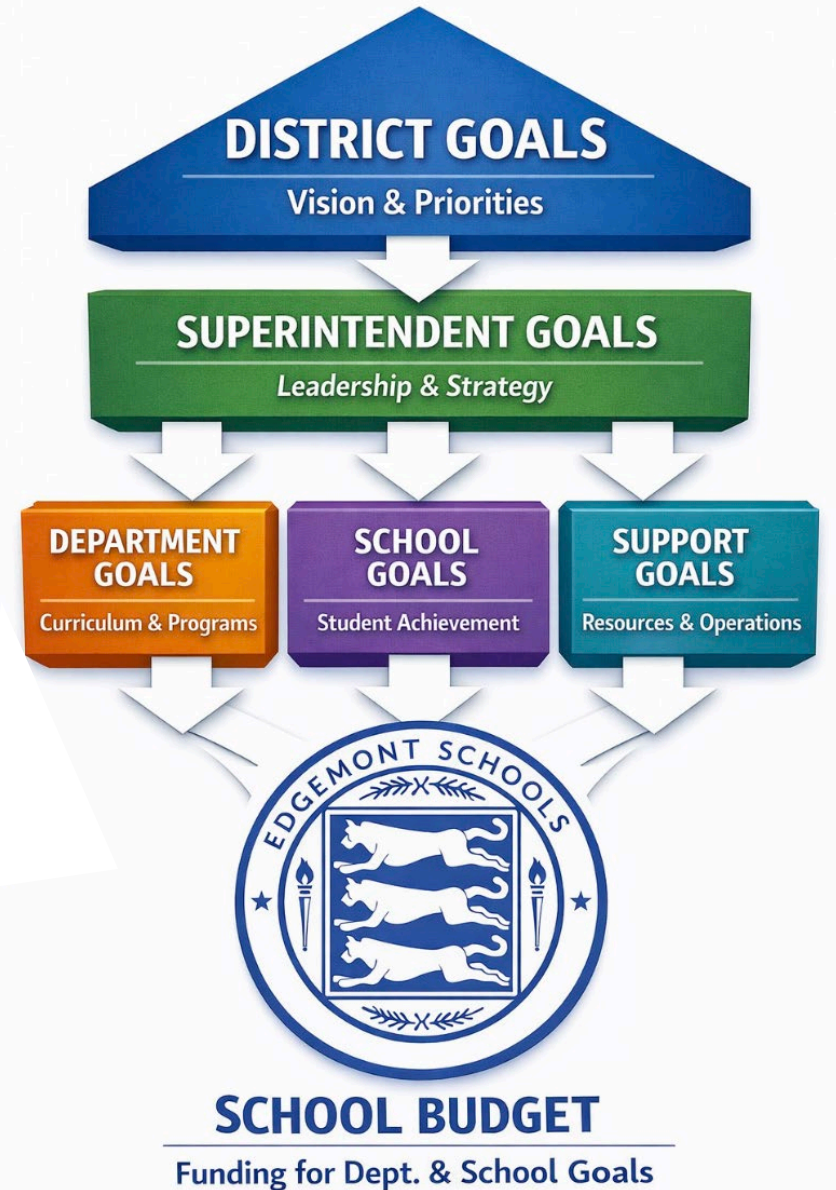 DISTRICT GOALS
Vision & Priorities
SUPERINTENDENT GOALS
Leadership & Strategy
DEPARTMENT
GOALS
Curriculum & Programs
SCHOOL
GOALS
Student Achievement
SUPPORT
GOALS
Resources & Operations
EDGEMONT SCHOOLS
SCHOOL BUDGET
Funding for Dept. & School Goals